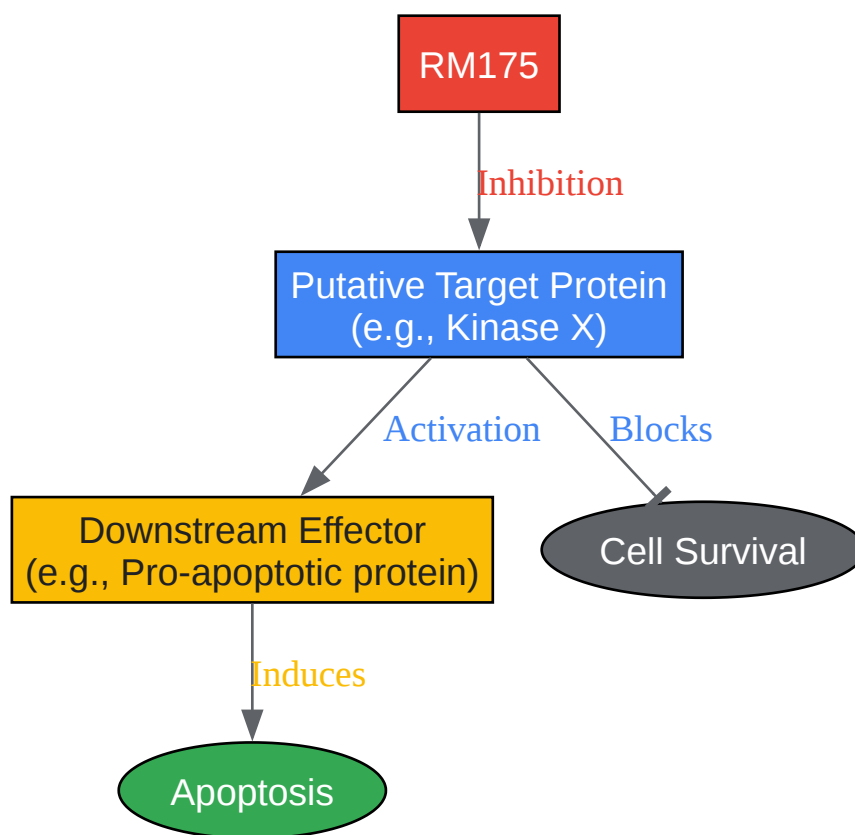 RM175
Inhibition
Putative Target Protein
(e.g., Kinase X)
Activation
Blocks
Downstream Effector
(e.g., Pro-apoptotic protein)
Cell Survival
Induces
Apoptosis